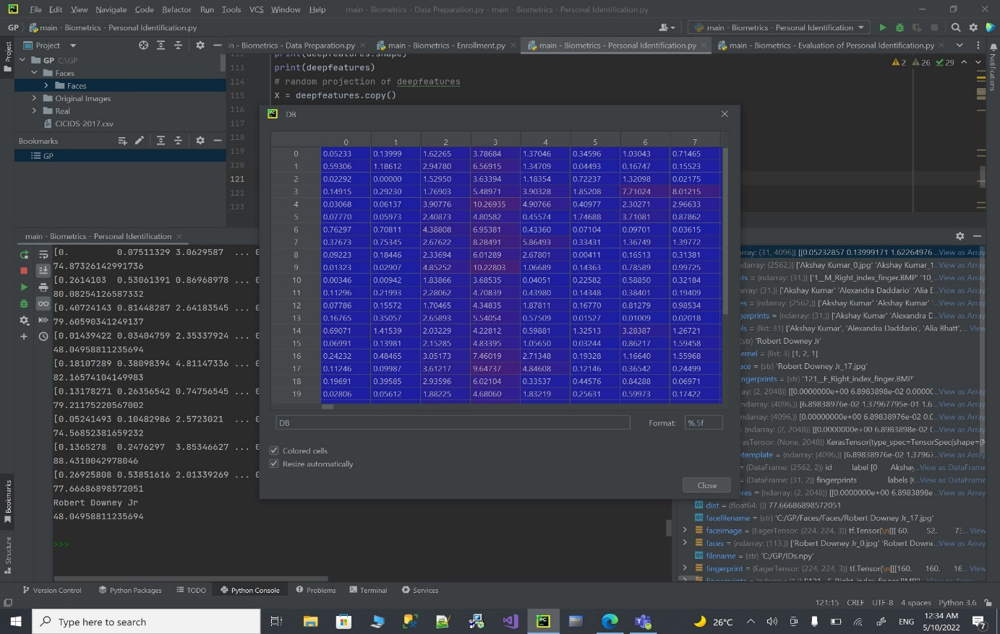 File Edit View Navigate Code Refactor Run Tools VCS Window Help main - Biometrics - Data Preparation.py - main - Biometrics - Personal Identification.py
GP main - Biometrics - Personal Identification.py main - Biometrics - Personal Identification
Project in - Biometrics - Data Preparation.py main - Biometrics - Enrollment.py main - Biometrics - Personal Identification.py main - Biometrics - Evaluation of Personal Identification.py
Project
Notifications
GP C:\GP
Faces
Faces
Original Images
Real
CICIDS-2017.csv
Bookmarks
GP
2 26 29
112 print(deepfeatures.shape)
113 print(deepfeatures)
114 # random projection of deepfeatures
115 X = deepfeatures.copy()
116
117
118
119
120
121
122
123
DB
0 1 2 3 4 5 6 7
0 0.05233 0.13999 1.62265 3.78684 1.37046 0.34596 1.03043 0.71465
1 0.59306 1.18612 2.94780 6.56915 1.34709 0.04493 0.16747 0.15523
2 0.02292 0.00000 1.52950 3.63394 1.18354 0.72237 1.32098 0.02175
3 0.14915 0.29230 1.76903 5.48971 3.90328 1.85208 7.71024 8.01215
4 0.03068 0.06137 3.90776 10.26935 4.90766 0.40977 2.30271 2.96633
5 0.07770 0.05973 2.40873 4.80582 0.45574 1.74688 3.71081 0.87862
6 0.76297 0.70811 4.38808 6.95381 0.43360 0.07104 0.09701 0.03615
7 0.37673 0.75345 2.67622 8.28491 5.86493 0.33431 1.36749 1.39772
8 0.09223 0.18446 2.33694 6.01289 2.67801 0.00411 0.16513 0.31381
9 0.01323 0.02907 4.85252 10.22803 1.06689 0.14363 0.78589 0.99725
10 0.00346 0.00942 1.83866 3.68535 0.04051 0.22582 0.58850 0.32184
11 0.11296 0.21993 2.28062 4.70839 0.43980 0.14348 0.38401 0.19409
12 0.07786 0.15572 1.70465 4.34835 1.87811 0.16770 0.81279 0.98534
13 0.16765 0.35057 2.65893 5.54054 0.57509 0.01527 0.01009 0.02018
14 0.69071 1.41539 2.03229 4.22812 0.59881 1.32513 3.28387 1.26721
15 0.06991 0.13981 2.15285 4.83395 1.05650 0.03244 0.86217 1.59458
16 0.24232 0.48465 3.05173 7.46019 2.71348 0.19328 1.16640 1.55968
17 0.11246 0.09987 3.61217 9.64737 4.84608 0.12146 0.36542 0.24499
18 0.19691 0.39585 2.93596 6.02104 0.33537 0.44576 0.84288 0.06971
19 0.02806 0.05612 1.88225 4.68060 1.83219 0.25631 0.59973 0.17422
DB Format: %.5f
Colored cells
Resize automatically
Close
main - Biometrics - Personal Identification
[0. 0.07511329 3.0629587 ... 0
74.87326142991736
[0.2614103 0.53061391 0.86968978 ... 0
80.08254126587332
[0.40724143 0.81448287 2.64183545 ... 0
79.60590341249137
[0.01439422 0.03404759 2.35337924 ... 0
48.04958811235694
[0.18107289 0.38098394 4.81147336 ... 0
82.16574104149983
[0.13178271 0.26356542 0.74756545 ... 0
79.21175220567002
[0.05241493 0.10482986 2.5723021 ... 0
74.56852381659232
[0.1365278 0.2476297 3.85346627 ... 0
88.4310042978046
[0.26925808 0.53851616 2.01339269 ... 0
77.66686898572051
Robert Downey Jr
48.04958811235694
>>>
array: (31, 4096)} [[0.05232857 0.13999171 1.62264976 ...View as Array
ndarray: (2562,)} ['Akshay Kumar_0.jpg' 'Akshay Kumar_1...View as Array
nts = {ndarray: (31,)} ['1__M_Right_index_finger.BMP' '10_...View as Array
array: (31,)} ['Akshay Kumar' 'Alexandra Daddario' 'Alia B...View as Array
es = {ndarray: (2562,)} ['Akshay Kumar' 'Akshay Kumar' ...View as Array
gerprints = {ndarray: (31,)} ['Akshay Kumar' 'Alexandra D...View as Array
els = {list: 31} ['Akshay Kumar', 'Alexandra Daddario', 'Alia Bhatt',... View
{str} 'Robert Downey Jr'
ernel = {list: 3} [1, 2, 1]
ace = {str} 'Robert Downey Jr_17.jpg'
ingerprints = {str} '121__F_Right_index_finger.BMP'
ray: (2, 2048)} [[0.0000000e+00 6.8983898e-02 0.0000C...View as Array
ndarray: (4096,)} [6.89838976e-02 1.37967795e-01 1.6...View as Array
ndarray: (4096,)} [0.00000000e+00 6.89838976e-02 0.C...View as Array
= {ndarray: (2, 2048)} [[0.0000000e+00 6.8983898e-02 (...View as Array
rasTensor: (None, 2048)} KerasTensor(type_spec=TensorSpec(shape=(N
etemplate = {ndarray: (4096,)} [6.89838976e-02 1.37967...View as Array
= {DataFrame: (2562, 2)} id label [0 Akshay...View as DataFrame
= {DataFrame: (31, 2)} fingerprints labels [(...View as DataFrame
res = {ndarray: (2, 2048)} [[0.0000000e+00 6.8983898e...View as Array
dist = {float64: ()} 77.66686898572051
facefilename = {str} 'C:/GP/Faces/Faces/Robert Downey Jr_17.jpg'
faceimage = {EagerTensor: (224, 224, 3)} tf.Tensor(\n[[[ 60. 52. 73... View
faces = {ndarray: (113,)} ['Robert Downey Jr_0.jpg' 'Robert Downe...View as Array
filename = {str} 'C:/GP/IDs.npy'
fingerprint = {EagerTensor: (224, 224, 3)} tf.Tensor(\n[[[160. 160. 16... View
Bookmarks
Structure
Version Control Python Packages TODO Python Console Problems Terminal Services
121:15 CRLF UTF-8 4 spaces Python 3.6
Type here to search 26°C ENG 12:34 AM
5/10/2022 7